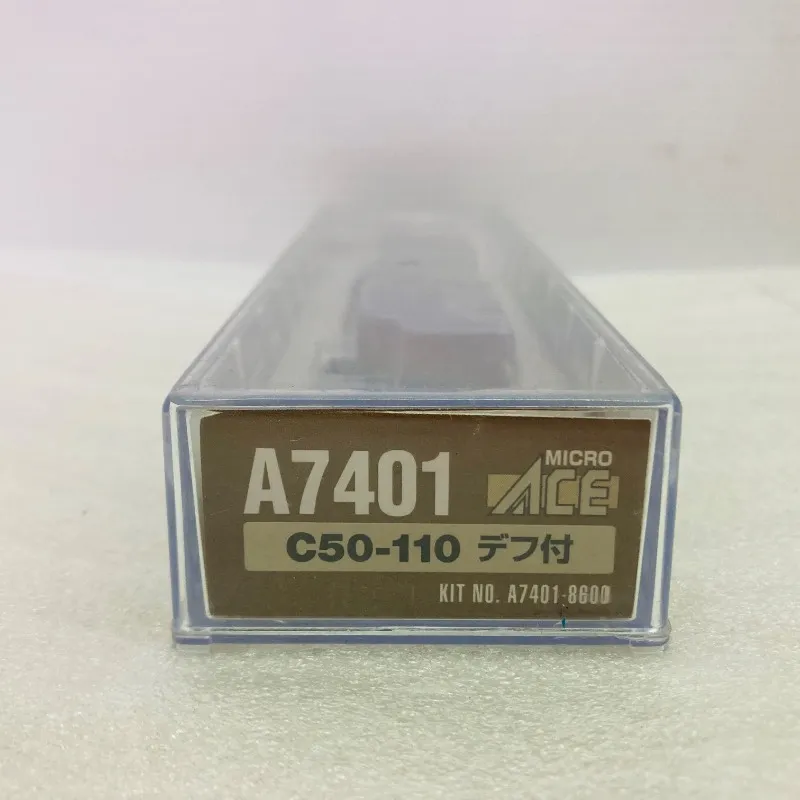 A7401
MICRO
ACE
C50-110 デフ付
KIT NO. A7401-8600